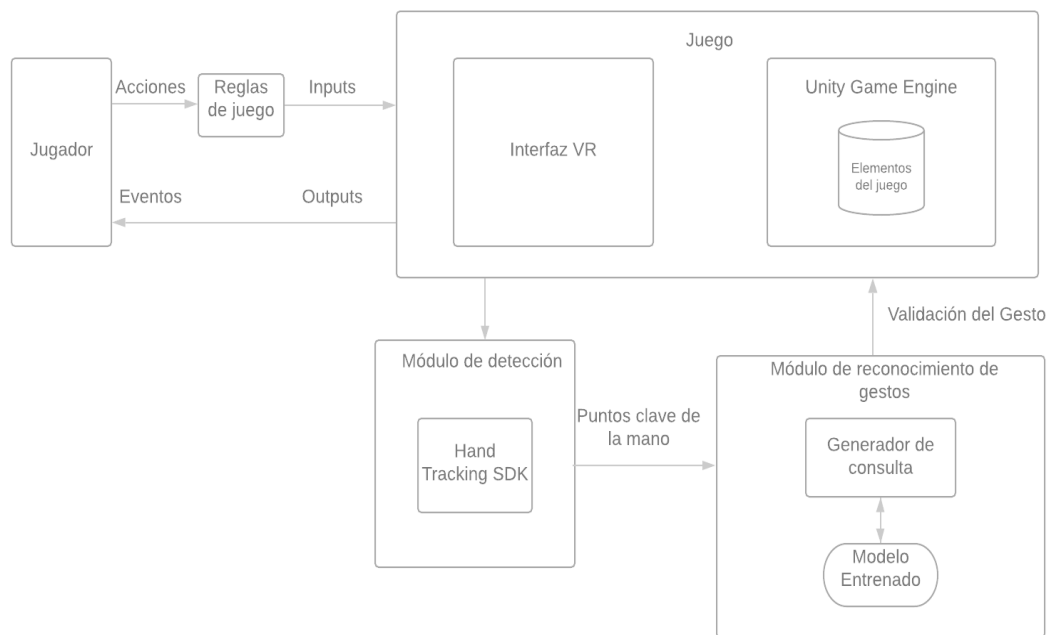 Juego
Acciones
Reglas
de juego
Inputs
Unity Game Engine
Jugador
Interfaz VR
Elementos
del juego
Eventos
Outputs
Validación del Gesto
Módulo de detección
Módulo de reconocimiento de
gestos
Puntos clave de
la mano
Hand
Tracking SDK
Generador de
consulta
Modelo
Entrenado